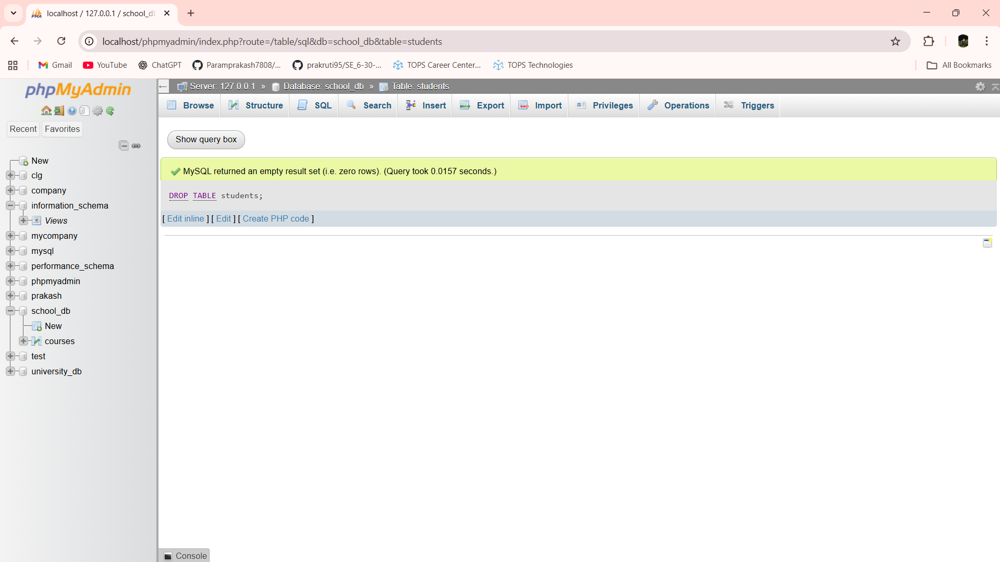 localhost / 127.0.0.1 / school_db
localhost/phpmyadmin/index.php?route=/table/sql&db=school_db&table=students
Gmail YouTube ChatGPT Paramprakash7808/... prakruti95/SE_6-30-... TOPS Career Center... TOPS Technologies All Bookmarks
phpMyAdmin
Recent Favorites
New
clg
company
information_schema
Views
mycompany
mysql
performance_schema
phpmyadmin
prakash
school_db
New
courses
test
university_db
Server: 127.0.0.1 » Database: school_db » Table: students
Browse Structure SQL Search Insert Export Import Privileges Operations Triggers
Show query box
MySQL returned an empty result set (i.e. zero rows). (Query took 0.0157 seconds.)
DROP TABLE students;
[ Edit inline ] [ Edit ] [ Create PHP code ]
Console